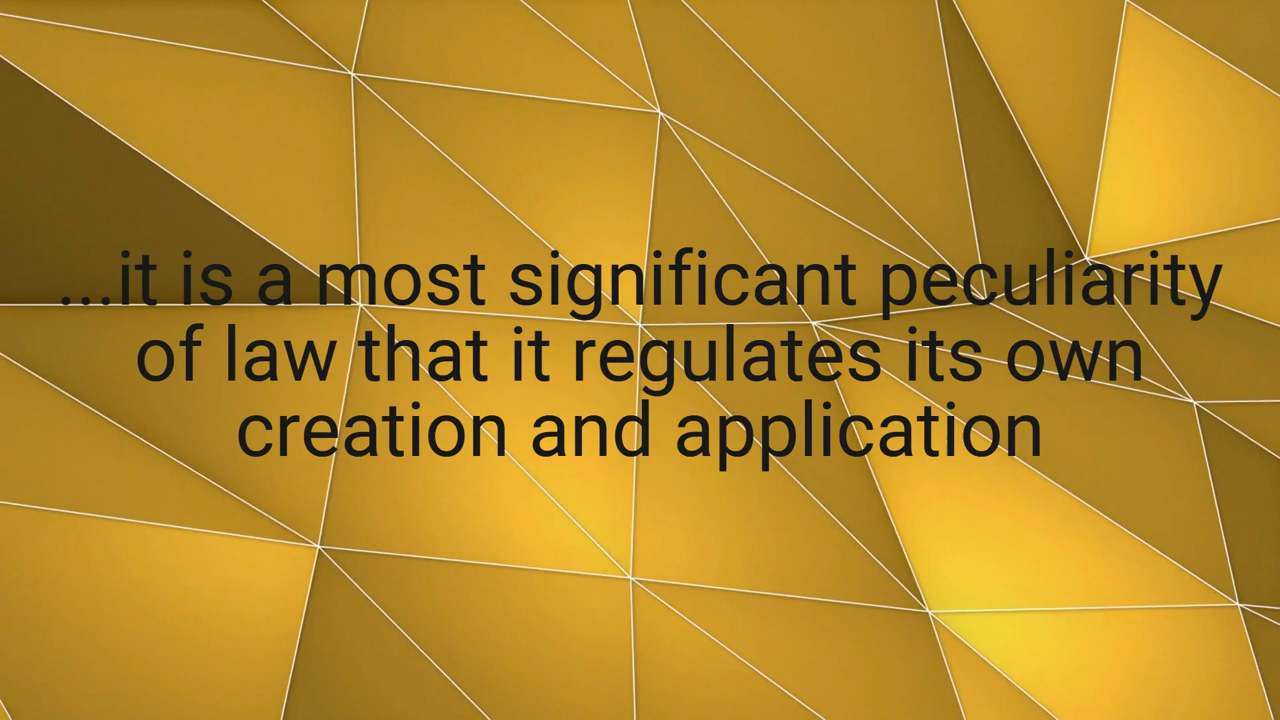 ...it is a most significant peculiarity
of law that it regulates its own
creation and application